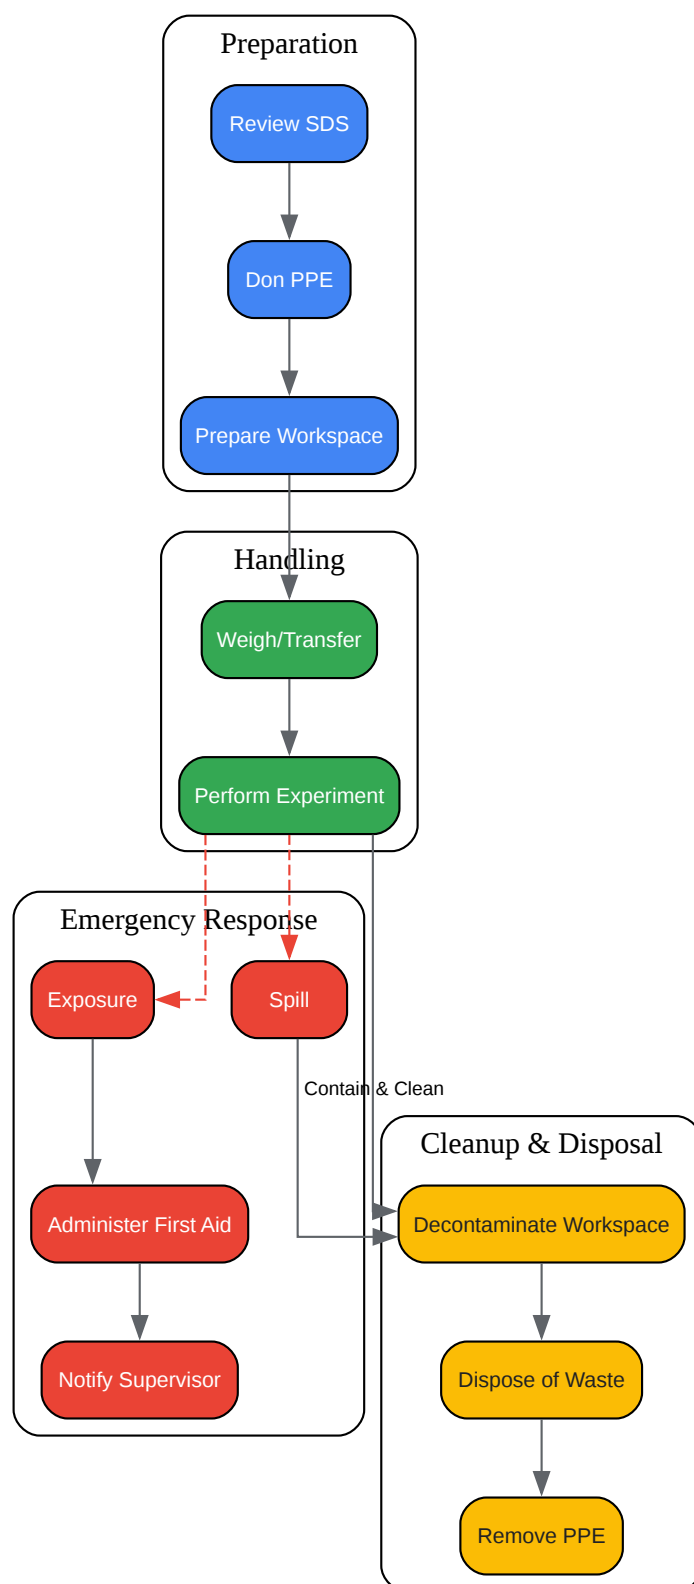 Preparation
Review SDS
Don PPE
Prepare Workspace
Handling
Weigh/Transfer
Perform Experiment
Emergency Response
Exposure
Spill
Contain & Clean
Cleanup & Disposal
Administer First Aid
Decontaminate Workspace
Notify Supervisor
Dispose of Waste
Remove PPE